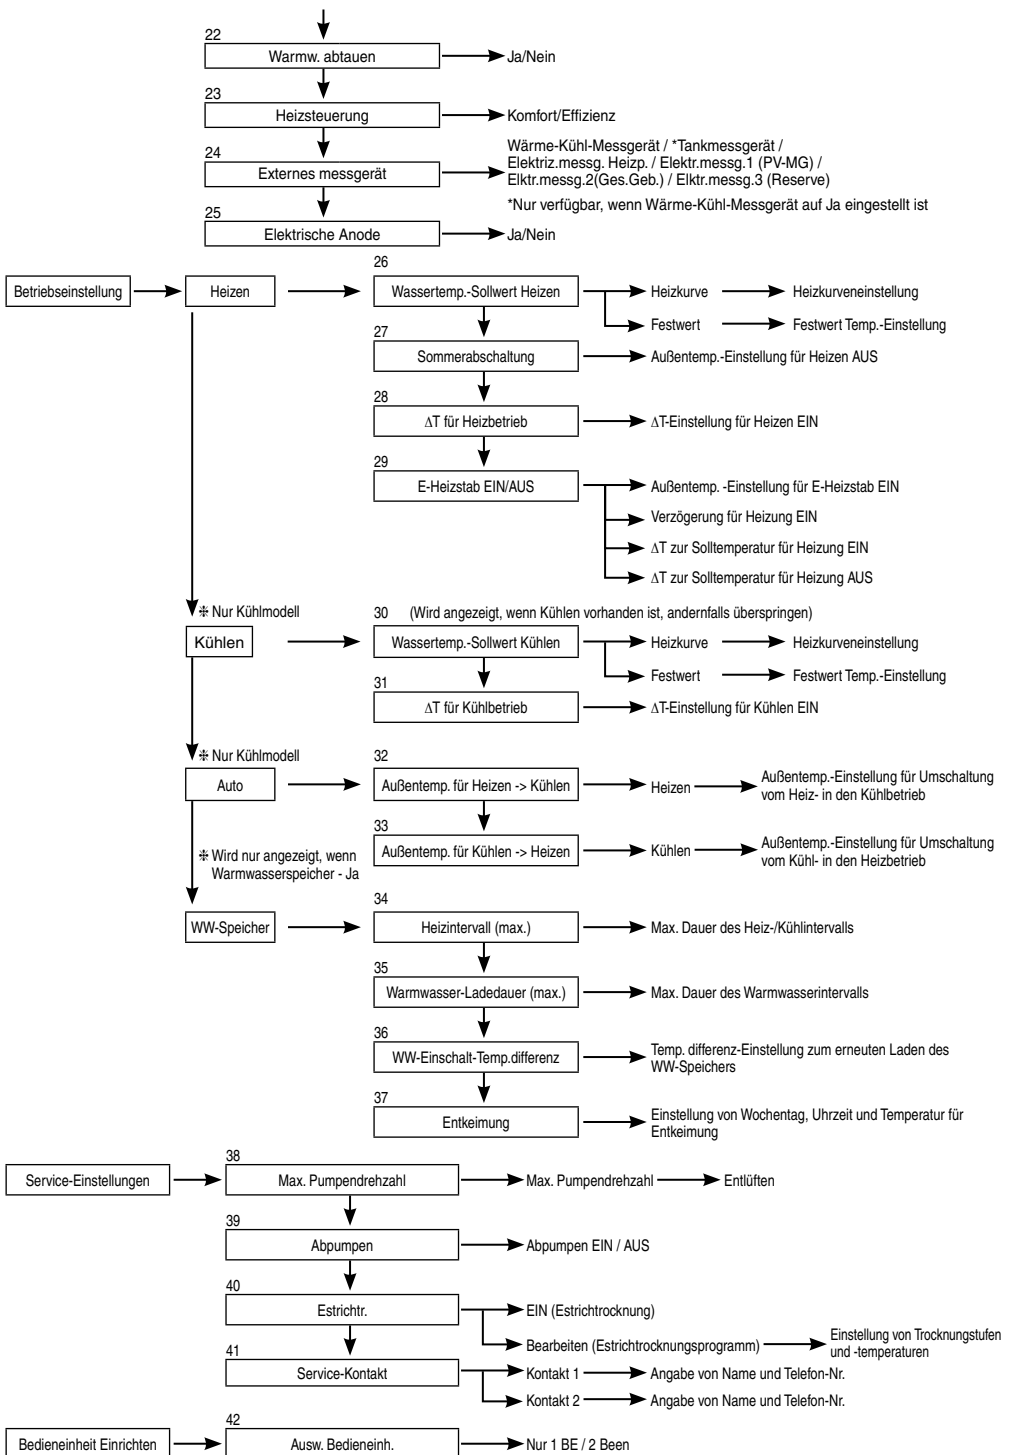 22
Warmw. abtauen
Ja/Nein
23
Heizsteuerung
Komfort/Effizienz
24
Externes messgerät
Wärme-Kühl-Messgerät / *Tankmessgerät /
Elektriz.messg. Heizp. / Elektr.messg.1 (PV-MG) /
Elktr.messg.2(Ges.Geb.) / Elktr.messg.3 (Reserve)
*Nur verfügbar, wenn Wärme-Kühl-Messgerät auf Ja eingestellt ist
25
Elektrische Anode
Ja/Nein
Betriebseinstellung
Heizen
26
Wassertemp.-Sollwert Heizen
Heizkurve
Heizkurveneinstellung
Festwert
Festwert Temp.-Einstellung
27
Sommerabschaltung
Außentemp.-Einstellung für Heizen AUS
28
∆T für Heizbetrieb
∆T-Einstellung für Heizen EIN
29
E-Heizstab EIN/AUS
Außentemp. -Einstellung für E-Heizstab EIN
Verzögerung für Heizung EIN
∆T zur Solltemperatur für Heizung EIN
∆T zur Solltemperatur für Heizung AUS
❉ Nur Kühlmodell
Kühlen
30 (Wird angezeigt, wenn Kühlen vorhanden ist, andernfalls überspringen)
Wassertemp.-Sollwert Kühlen
Heizkurve
Heizkurveneinstellung
Festwert
Festwert Temp.-Einstellung
31
∆T für Kühlbetrieb
∆T-Einstellung für Kühlen EIN
❉ Nur Kühlmodell
Auto
32
Außentemp. für Heizen -> Kühlen
Heizen
Außentemp.-Einstellung für Umschaltung
vom Heiz- in den Kühlbetrieb
33
Außentemp. für Kühlen -> Heizen
Kühlen
Außentemp.-Einstellung für Umschaltung
vom Kühl- in den Heizbetrieb
❉ Wird nur angezeigt, wenn
Warmwasserspeicher - Ja
WW-Speicher
34
Heizintervall (max.)
Max. Dauer des Heiz-/Kühlintervalls
35
Warmwasser-Ladedauer (max.)
Max. Dauer des Warmwasserintervalls
36
WW-Einschalt-Temp.differenz
Temp. differenz-Einstellung zum erneuten Laden des
WW-Speichers
37
Entkeimung
Einstellung von Wochentag, Uhrzeit und Temperatur für
Entkeimung
Service-Einstellungen
38
Max. Pumpendrehzahl
Max. Pumpendrehzahl
Entlüften
39
Abpumpen
Abpumpen EIN / AUS
40
Estrichtr.
EIN (Estrichtrocknung)
Bearbeiten (Estrichtrocknungsprogramm)
Einstellung von Trocknungstufen
und -temperaturen
41
Service-Kontakt
Kontakt 1
Angabe von Name und Telefon-Nr.
Kontakt 2
Angabe von Name und Telefon-Nr.
Bedieneinheit Einrichten
42
Ausw. Bedieneinh.
Nur 1 BE / 2 Been